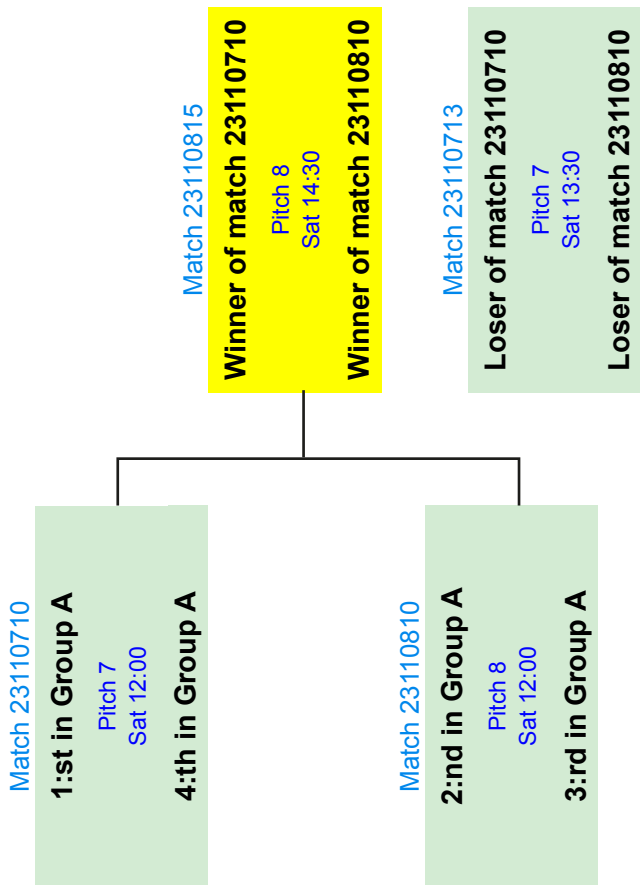 Match 23110710
1:st in Group A
Pitch 7
Sat 12:00
4:th in Group A
Match 23110810
2:nd in Group A
Pitch 8
Sat 12:00
3:rd in Group A
Match 23110815
Winner of match 23110710
Pitch 8
Sat 14:30
Winner of match 23110810
Match 23110713
Loser of match 23110710
Pitch 7
Sat 13:30
Loser of match 23110810